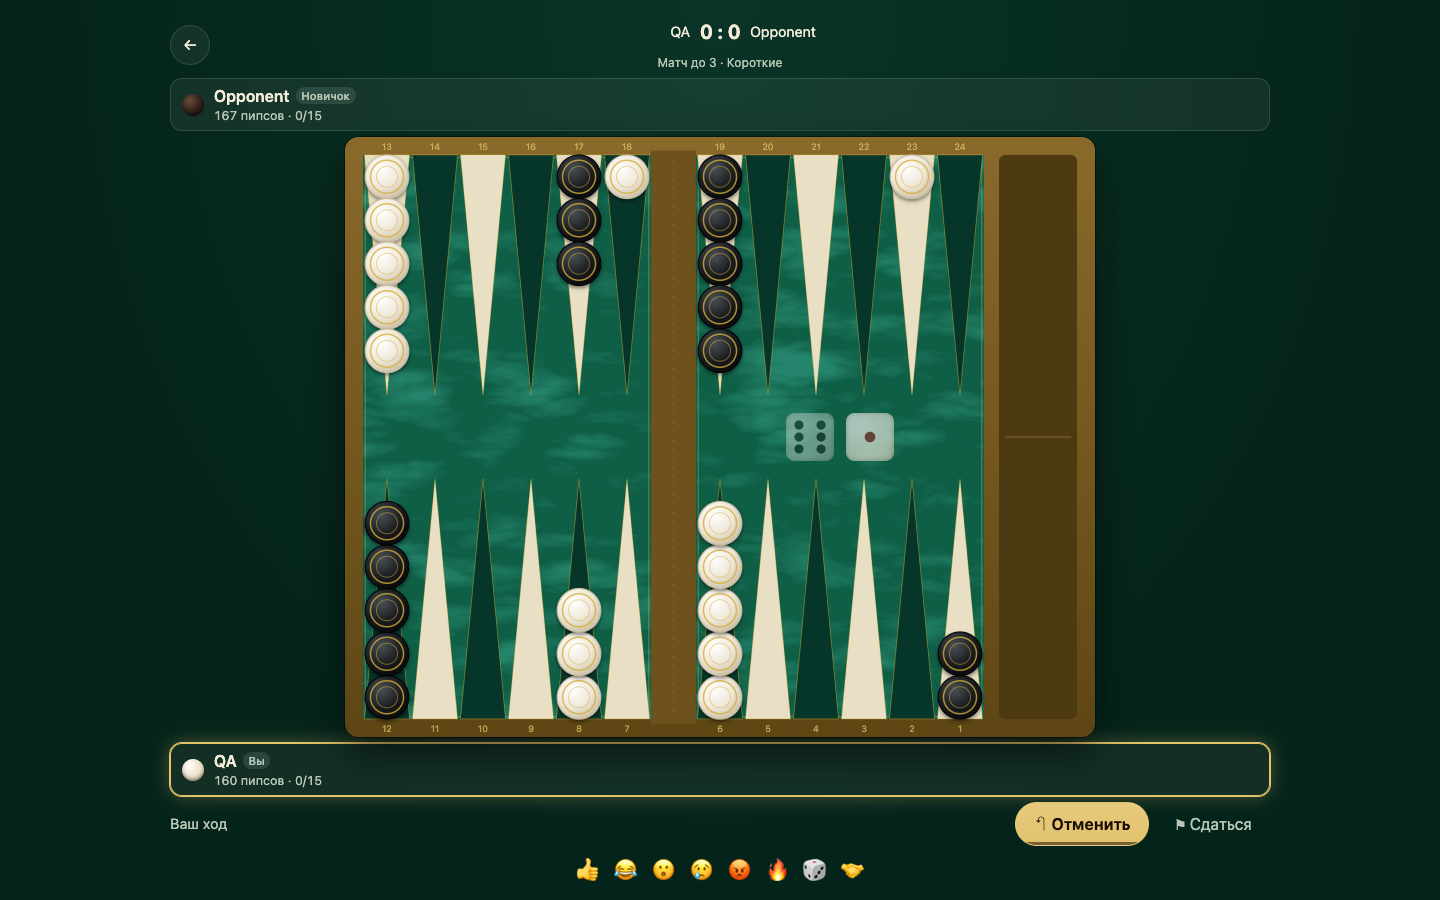 QA 0 : 0 Opponent
Матч до 3 · Короткие
Opponent Новичок
167 пипсов · 0/15
13 14 15 16 17 18 19 20 21 22 23 24
12 11 10 9 8 7 6 5 4 3 2 1
QA Вы
160 пипсов · 0/15
Ваш ход
Отменить
Сдаться